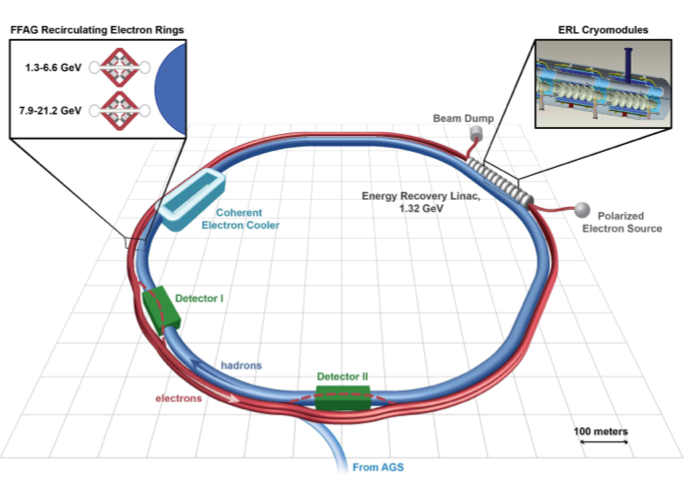 FFAG Recirculating Electron Rings
1.3-6.6 GeV
7.9-21.2 GeV
ERL Cryomodules
Beam Dump
Energy Recovery Linac,
1.32 GeV
Polarized
Electron Source
Coherent
Electron Cooler
Detector I
hadrons
Detector II
electrons
100 meters
From AGS